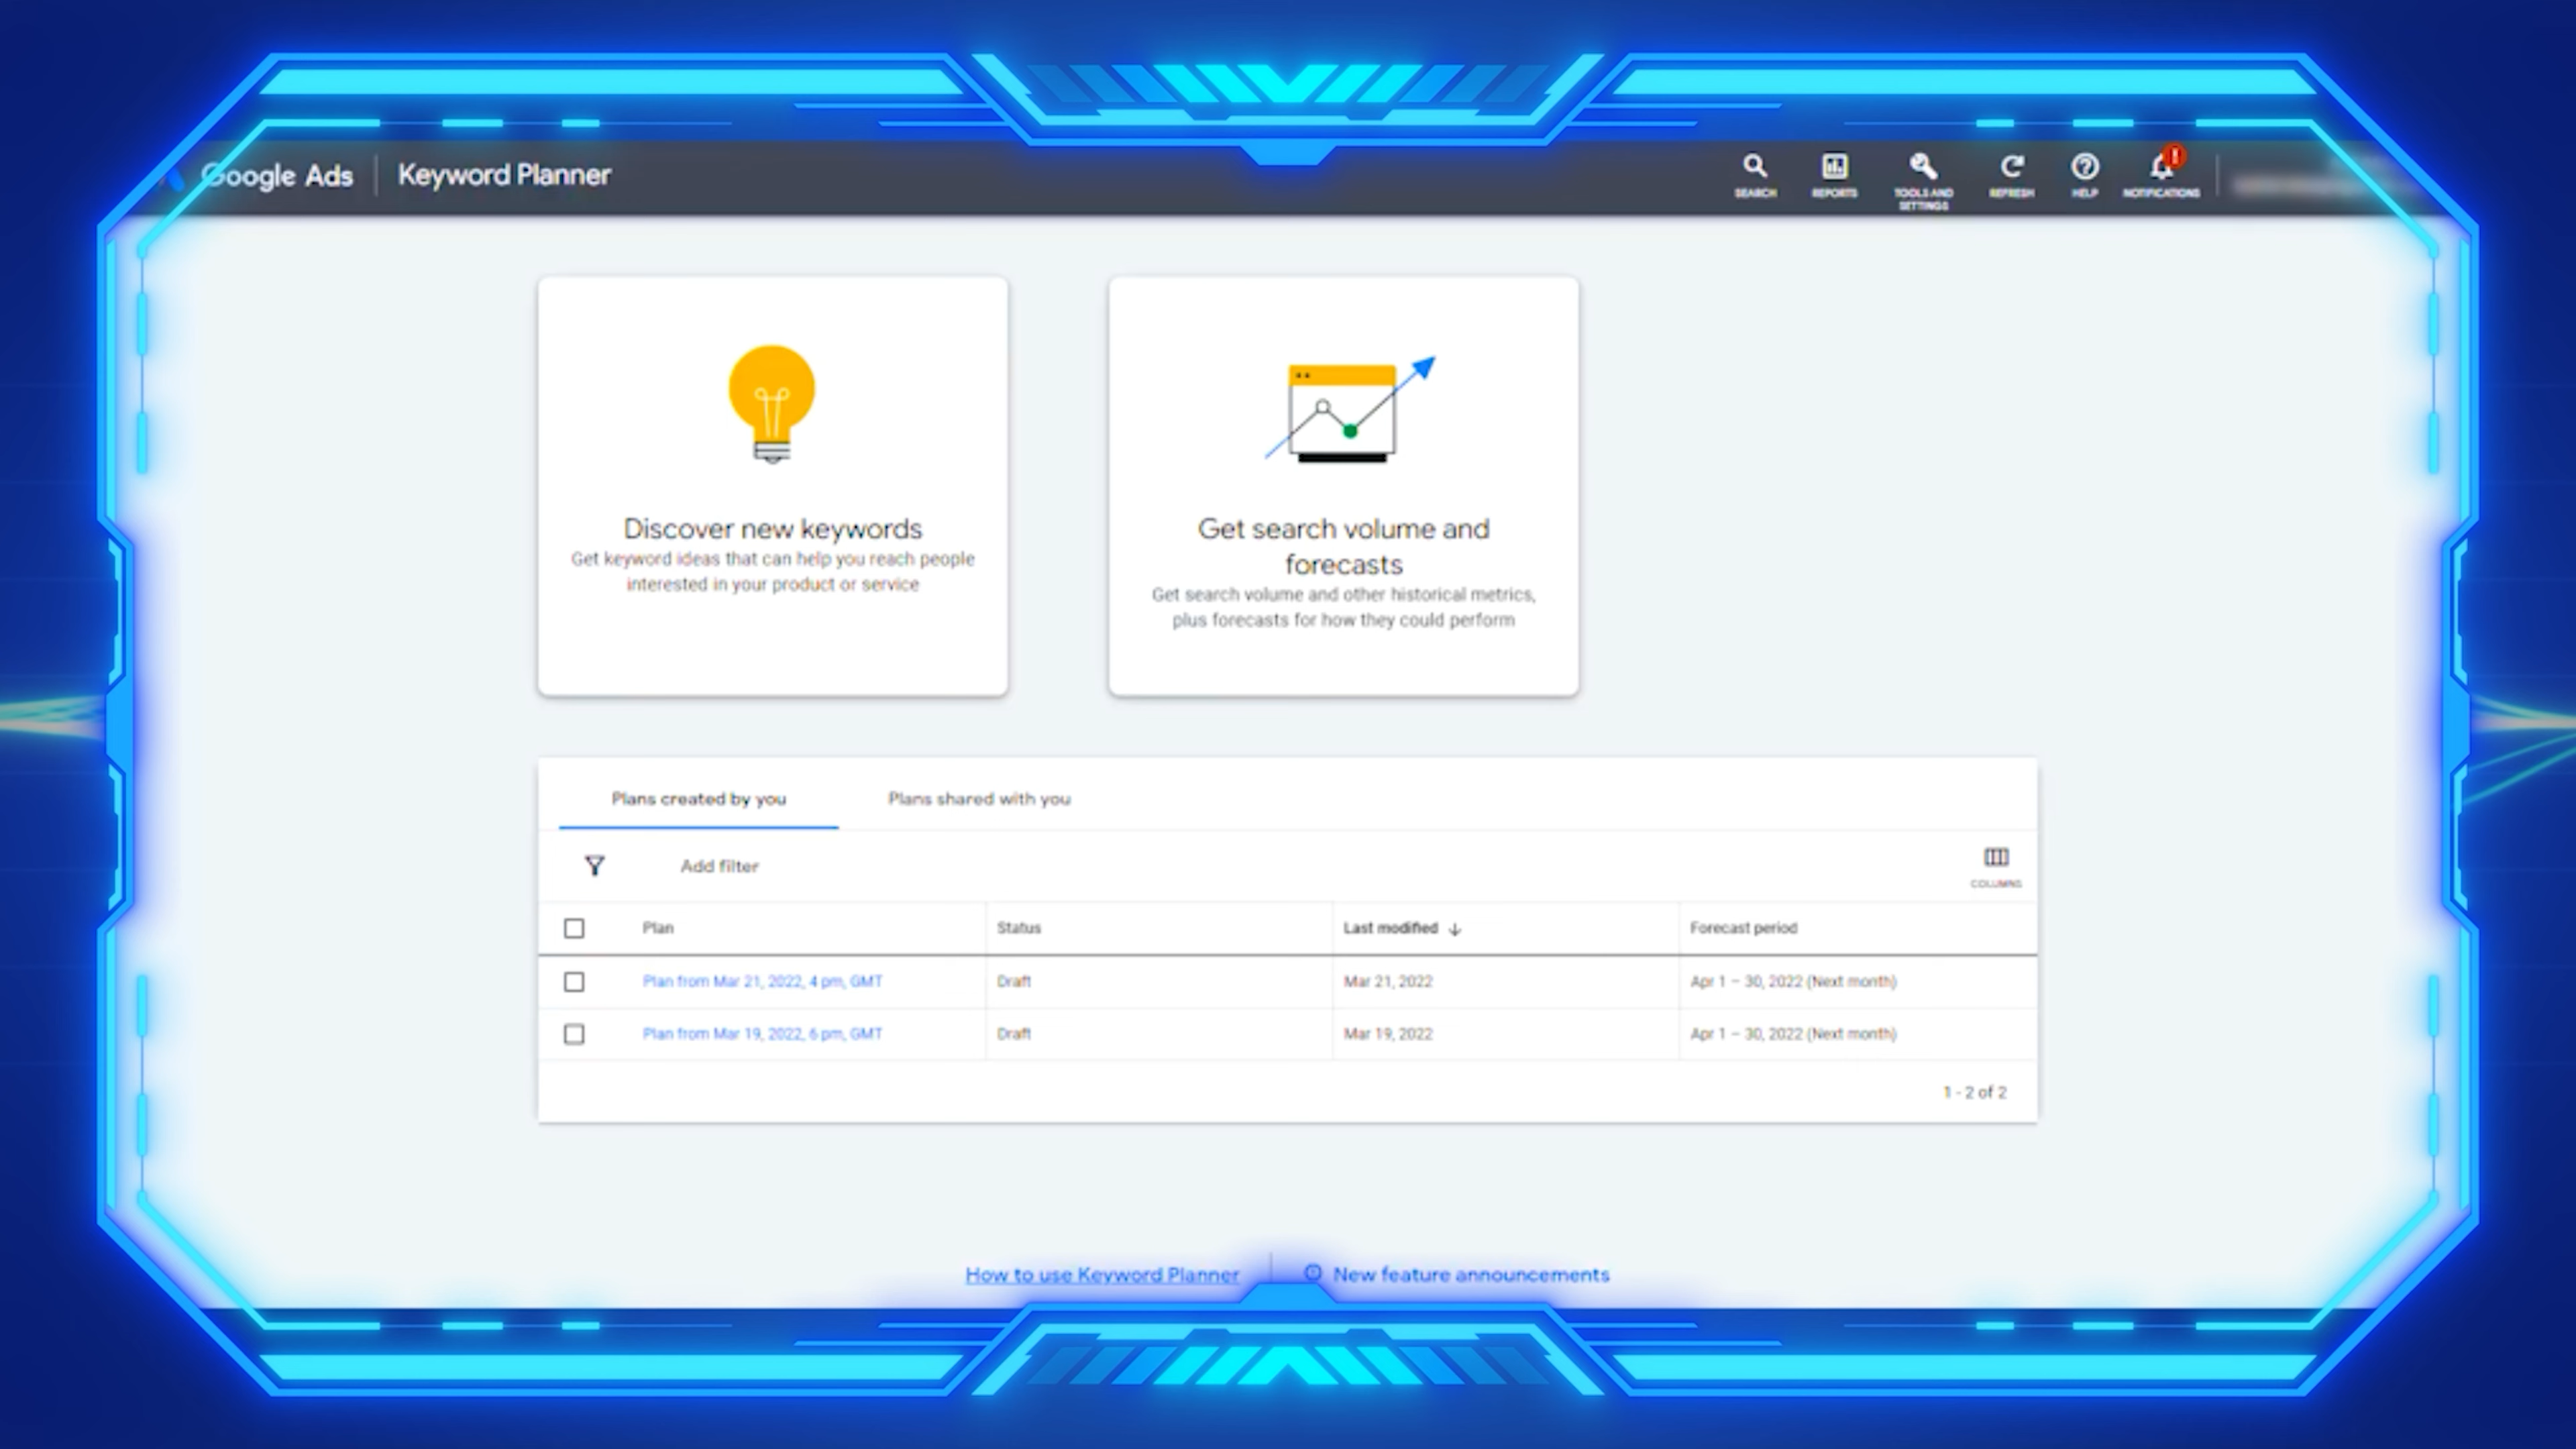 Google Ads | Keyword Planner
SEARCH
REPORTS
TOOLS AND
SETTINGS
REFRESH
HELP
!
NOTIFICATIONS
Discover new keywords
Get keyword ideas that can help you reach people
interested in your product or service
Get search volume and
forecasts
Get search volume and other historical metrics,
plus forecasts for how they could perform
Plans created by you
Plans shared with you
Add filter
COLUMNS
Plan Status Last modified Forecast period
Plan from Mar 21, 2022, 4 pm, GMT Draft Mar 21, 2022 Apr 1 – 30, 2022 (Next month)
Plan from Mar 19, 2022, 6 pm, GMT Draft Mar 19, 2022 Apr 1 – 30, 2022 (Next month)
1 - 2 of 2
How to use Keyword Planner
New feature announcements